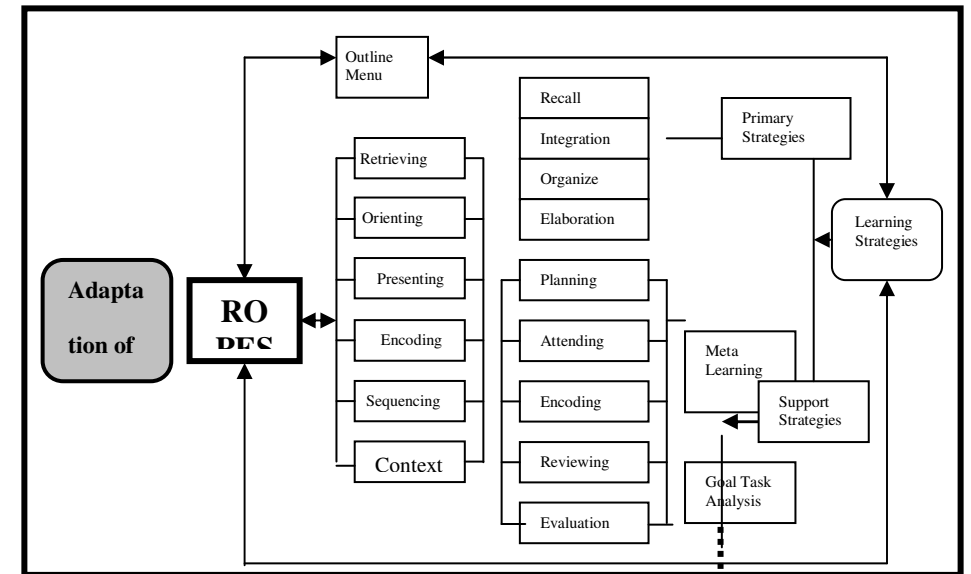 Outline
Menu
Recall
Integration
Organize
Elaboration
Primary
Strategies
Retrieving
Orienting
Presenting
Encoding
Sequencing
Context
Learning
Strategies
Adapta
tion of
RO
PES
Planning
Attending
Encoding
Reviewing
Evaluation
Meta
Learning
Support
Strategies
Goal Task
Analysis